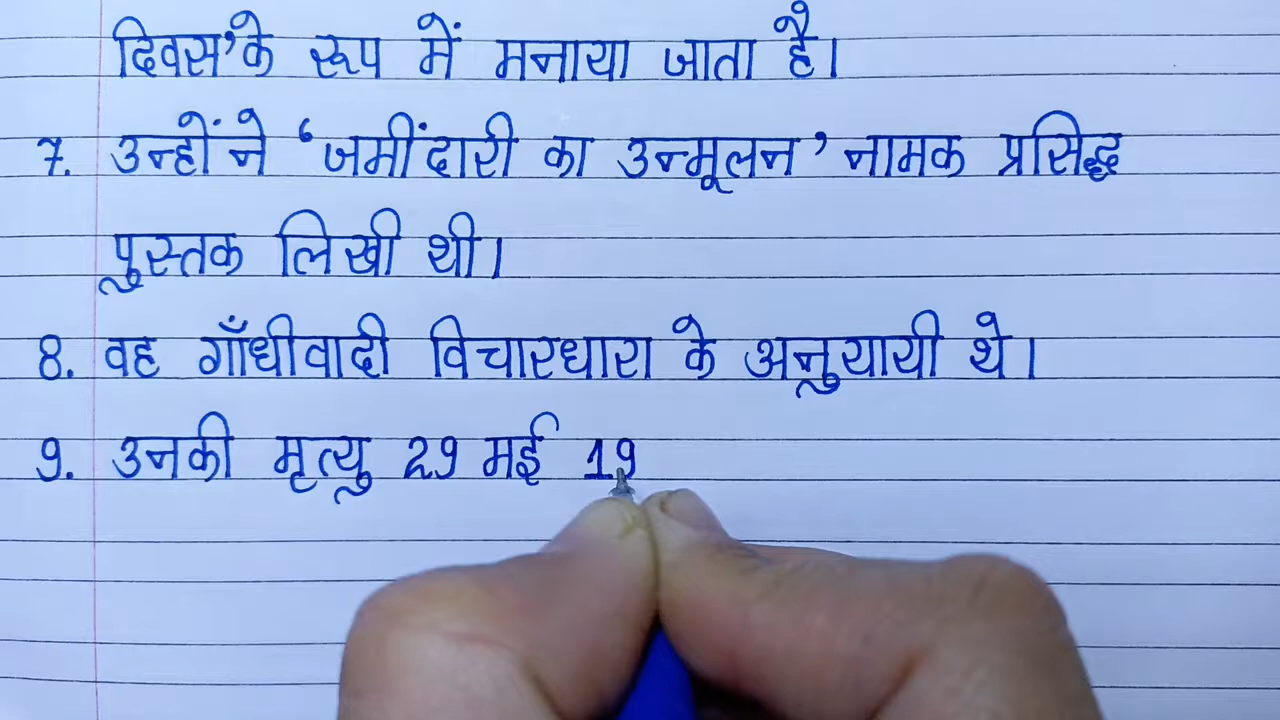 दिवस’के रूप में मनाया जाता है।
7. उन्होंने ‘जमींदारी का उन्मूलन’ नामक प्रसिद्ध
पुस्तक लिखी थी।
8. वह गाँधीवादी विचारधारा के अनुयायी थे।
9. उनकी मृत्यु 29 मई 19